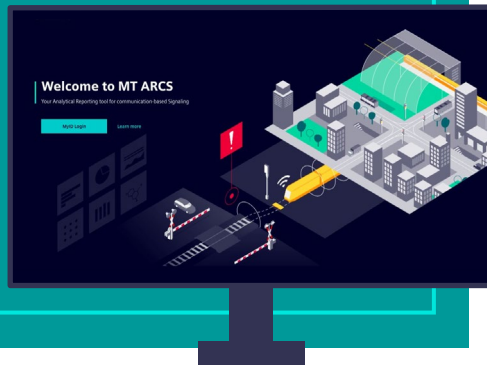 Welcome to MT ARCS
Your Analytical Reporting tool for communication-based Signaling
MyID Login
Learn more